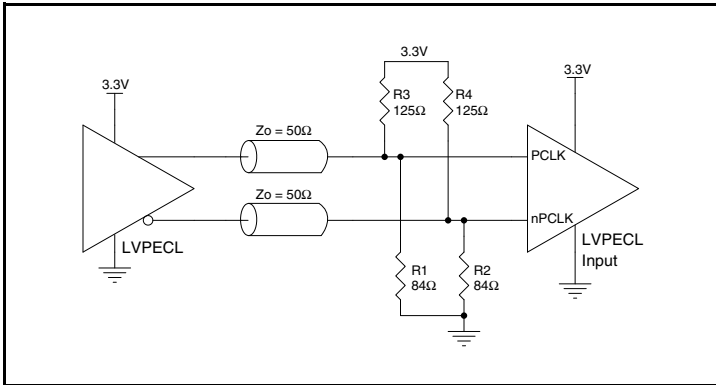 3.3V
3.3V
3.3V
R3
125Ω
R4
125Ω
Zo = 50Ω
PCLK
Zo = 50Ω
nPCLK
LVPECL
LVPECL
Input
R1
84Ω
R2
84Ω